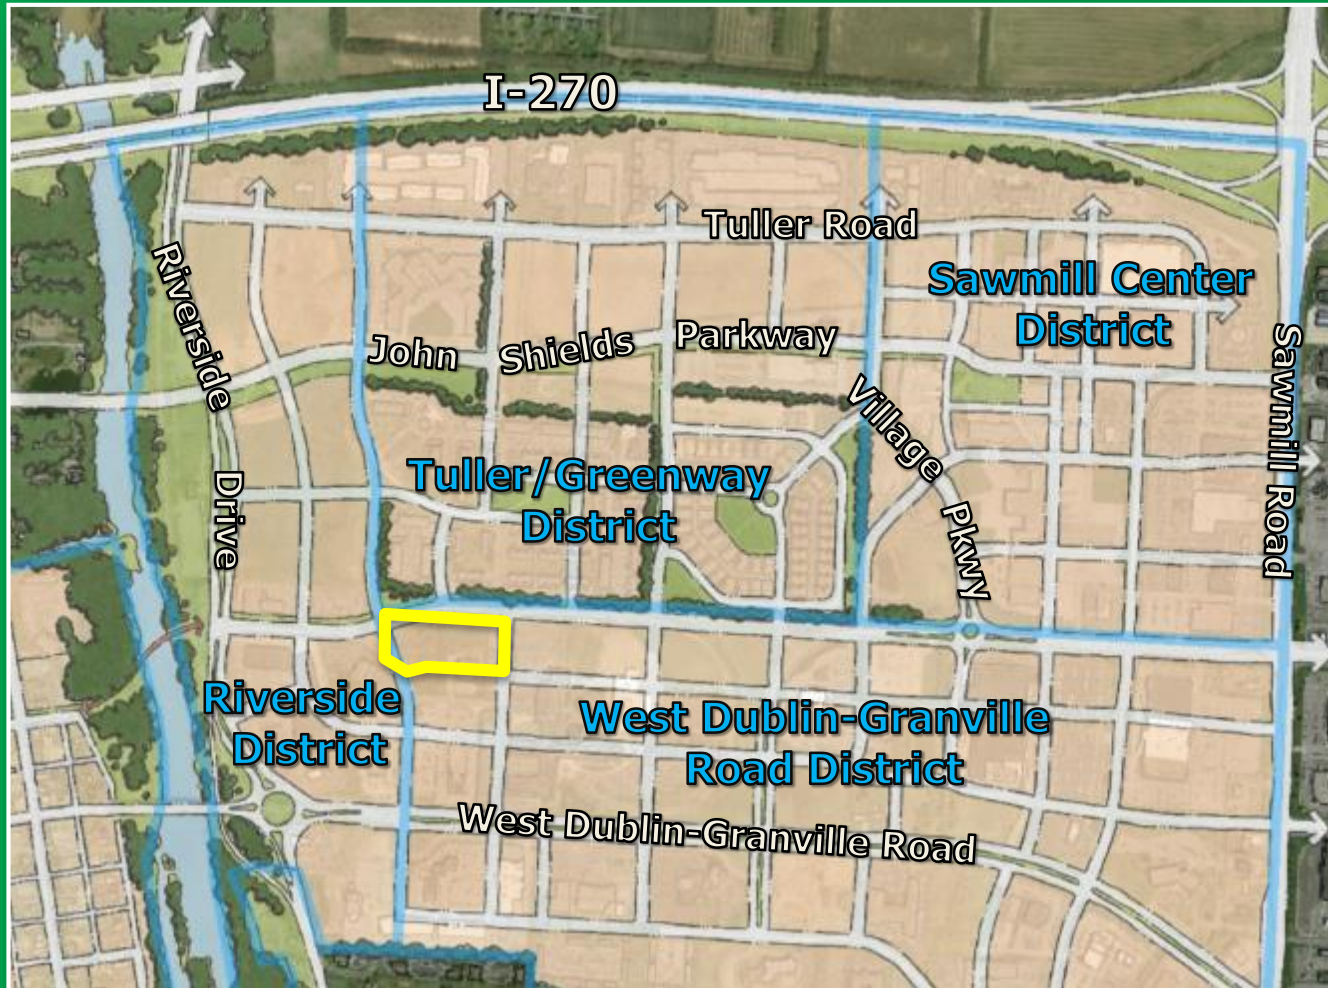 I-270
Tuller Road
Sawmill Center
District
Riverside
Drive
John Shields Parkway
Village
Pkwy
Sawmill Road
Tuller/Greenway
District
Riverside
District
West Dublin-Granville
Road District
West Dublin-Granville Road